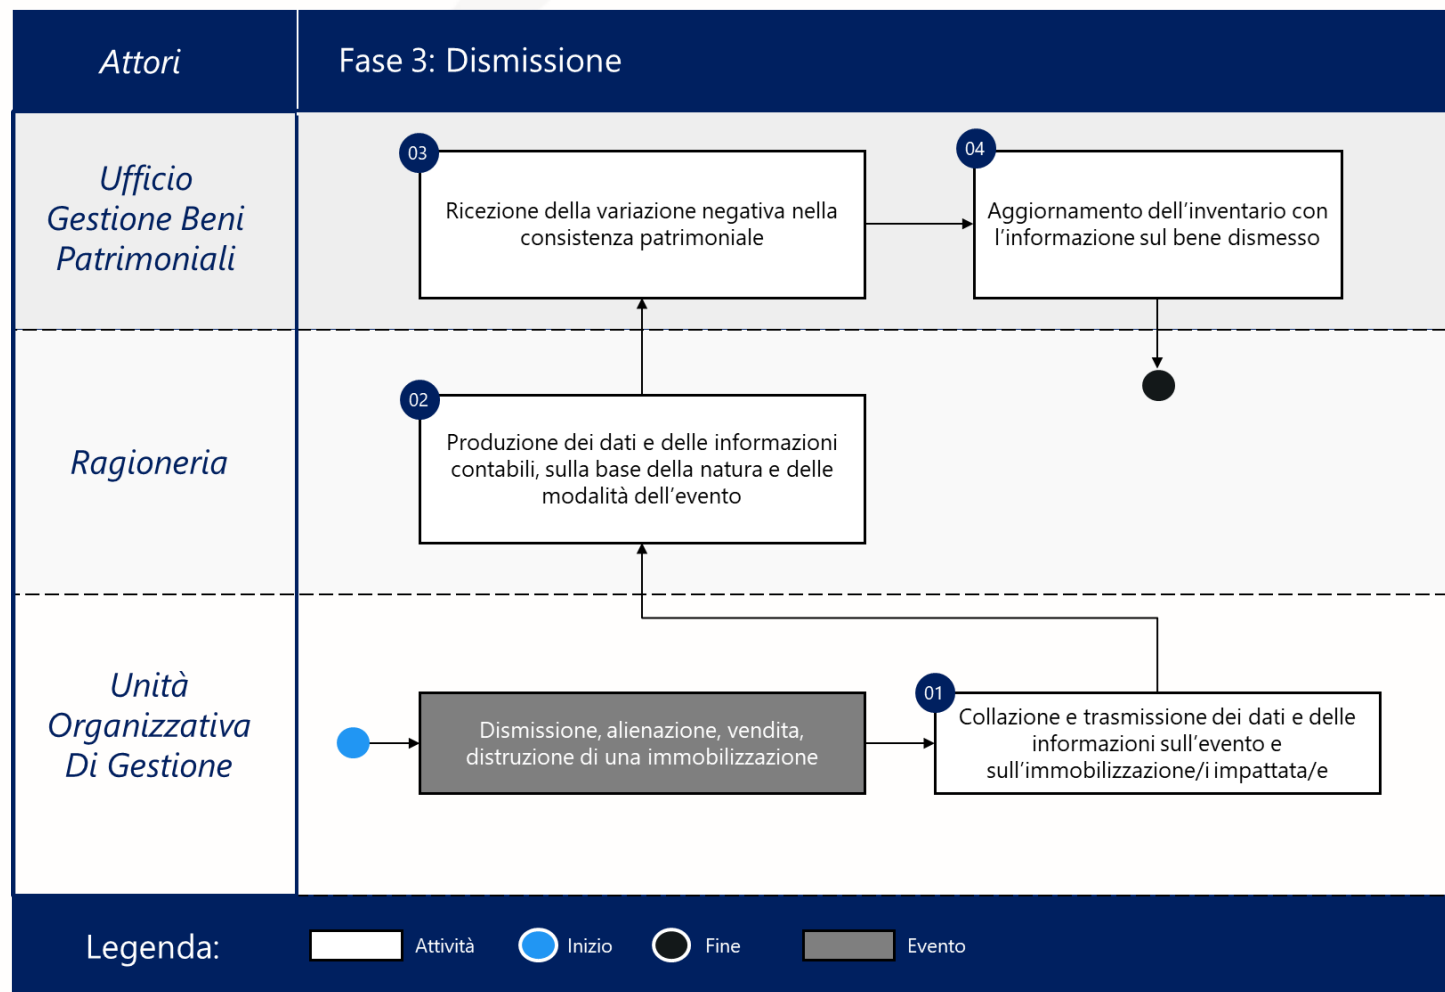 Attori
Fase 3: Dismissione
Ufficio
Gestione Beni
Patrimoniali
03
Ricezione della variazione negativa nella
consistenza patrimoniale
04
Aggiornamento dell'inventario con
l'informazione sul bene dismesso
Ragioneria
02
Produzione dei dati e delle informazioni
contabili, sulla base della natura e delle
modalità dell'evento
Unità
Organizzativa
Di Gestione
Dismissione, alienazione, vendita,
distruzione di una immobilizzazione
01
Collazione e trasmissione dei dati e delle
informazioni sull'evento e
sull'immobilizzazione/i impattata/e
Legenda:
Attività
Inizio
Fine
Evento